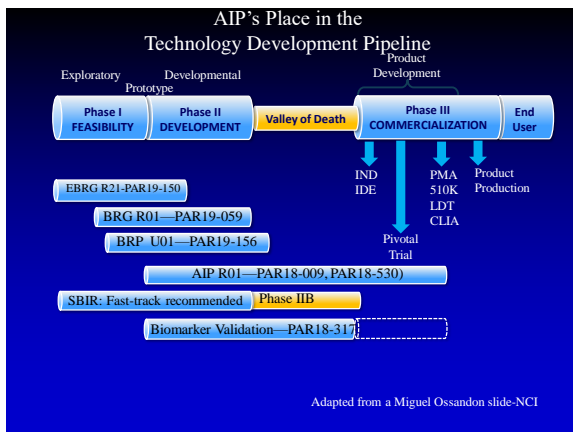 AIP's Place in the
Technology Development Pipeline
Exploratory
Prototype
Developmental
Product
Development
Phase I
FEASIBILITY
Phase II
DEVELOPMENT
Valley of Death
Phase III
COMMERCIALIZATION
End
User
IND
IDE
Pivotal
Trial
PMA
510K
LDT
CLIA
Product
Production
EBRG R21-PAR19-150
BRG R01—PAR19-059
BRP U01—PAR19-156
AIP R01—PAR18-009, PAR18-530)
SBIR: Fast-track recommended
Phase IIB
Biomarker Validation—PAR18-317
Adapted from a Miguel Ossandon slide-NCI